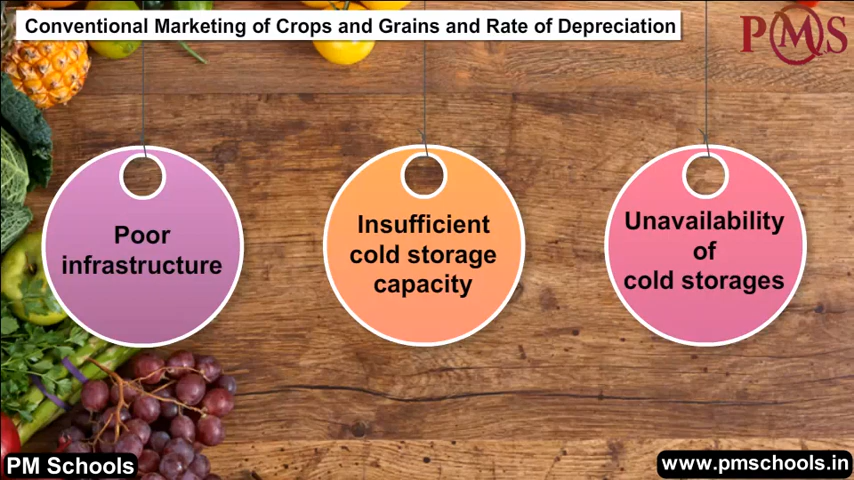 Conventional Marketing of Crops and Grains and Rate of Depreciation
PMS
Poor
infrastructure
Insufficient
cold storage
capacity
Unavailability
of
cold storages
PM Schools
www.pmschools.in